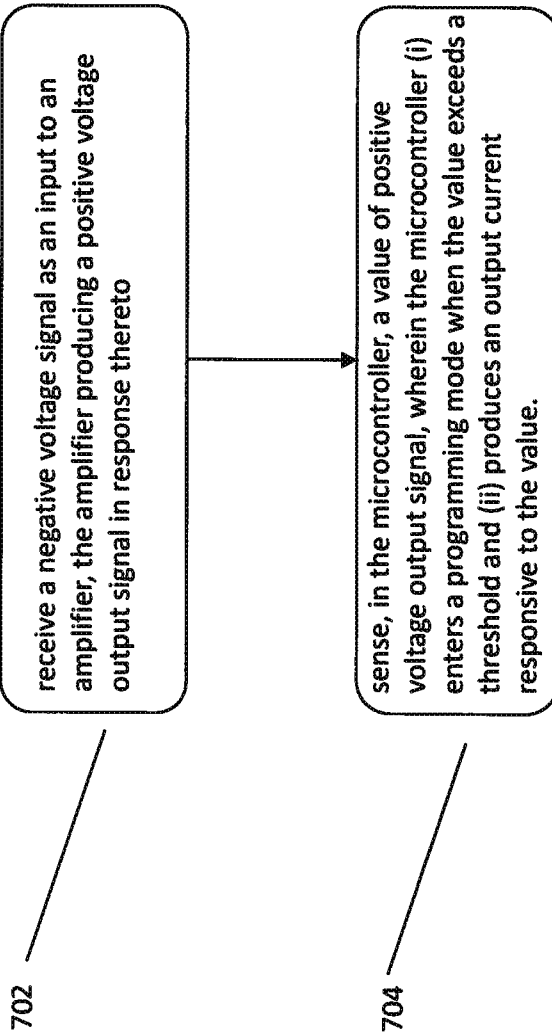 702
receive a negative voltage signal as an input to an
amplifier, the amplifier producing a positive voltage
output signal in response thereto
704
sense, in the microcontroller, a value of positive
voltage output signal, wherein the microcontroller (i)
enters a programming mode when the value exceeds a
threshold and (ii) produces an output current
responsive to the value.